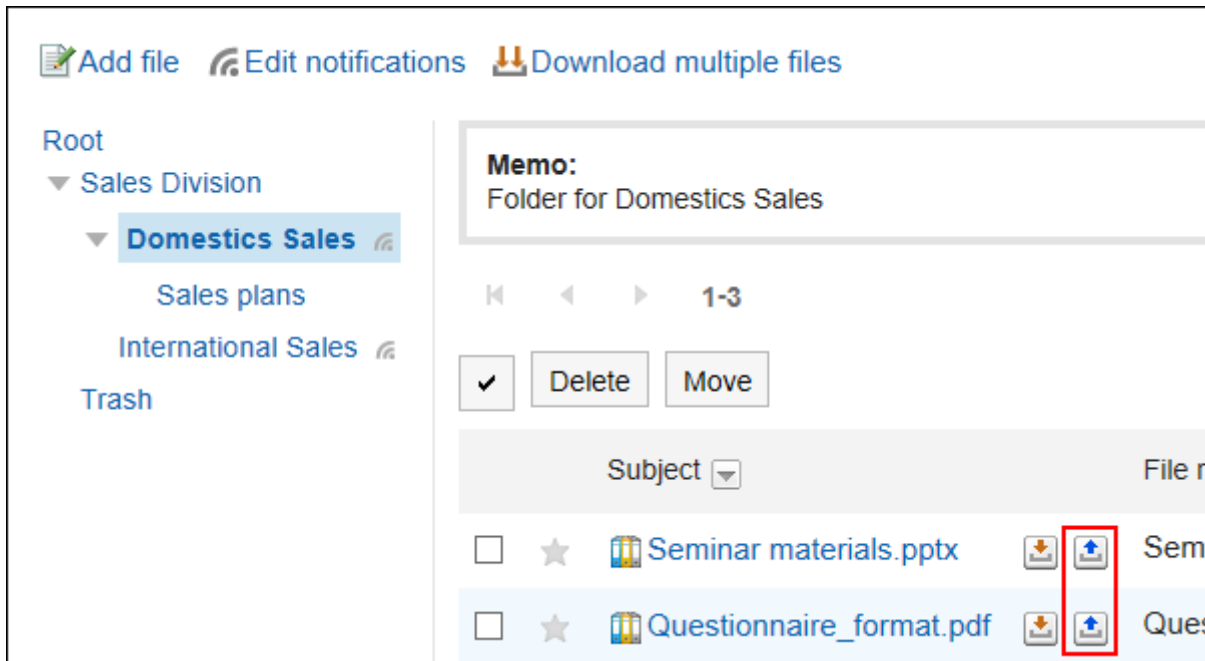 Add file Edit notifications Download multiple files
Root
Sales Division
Domestics Sales
Sales plans
International Sales
Trash
Memo:
Folder for Domestics Sales
1-3
Delete Move
Subject File
Seminar materials.pptx
Questionnaire_format.pdf